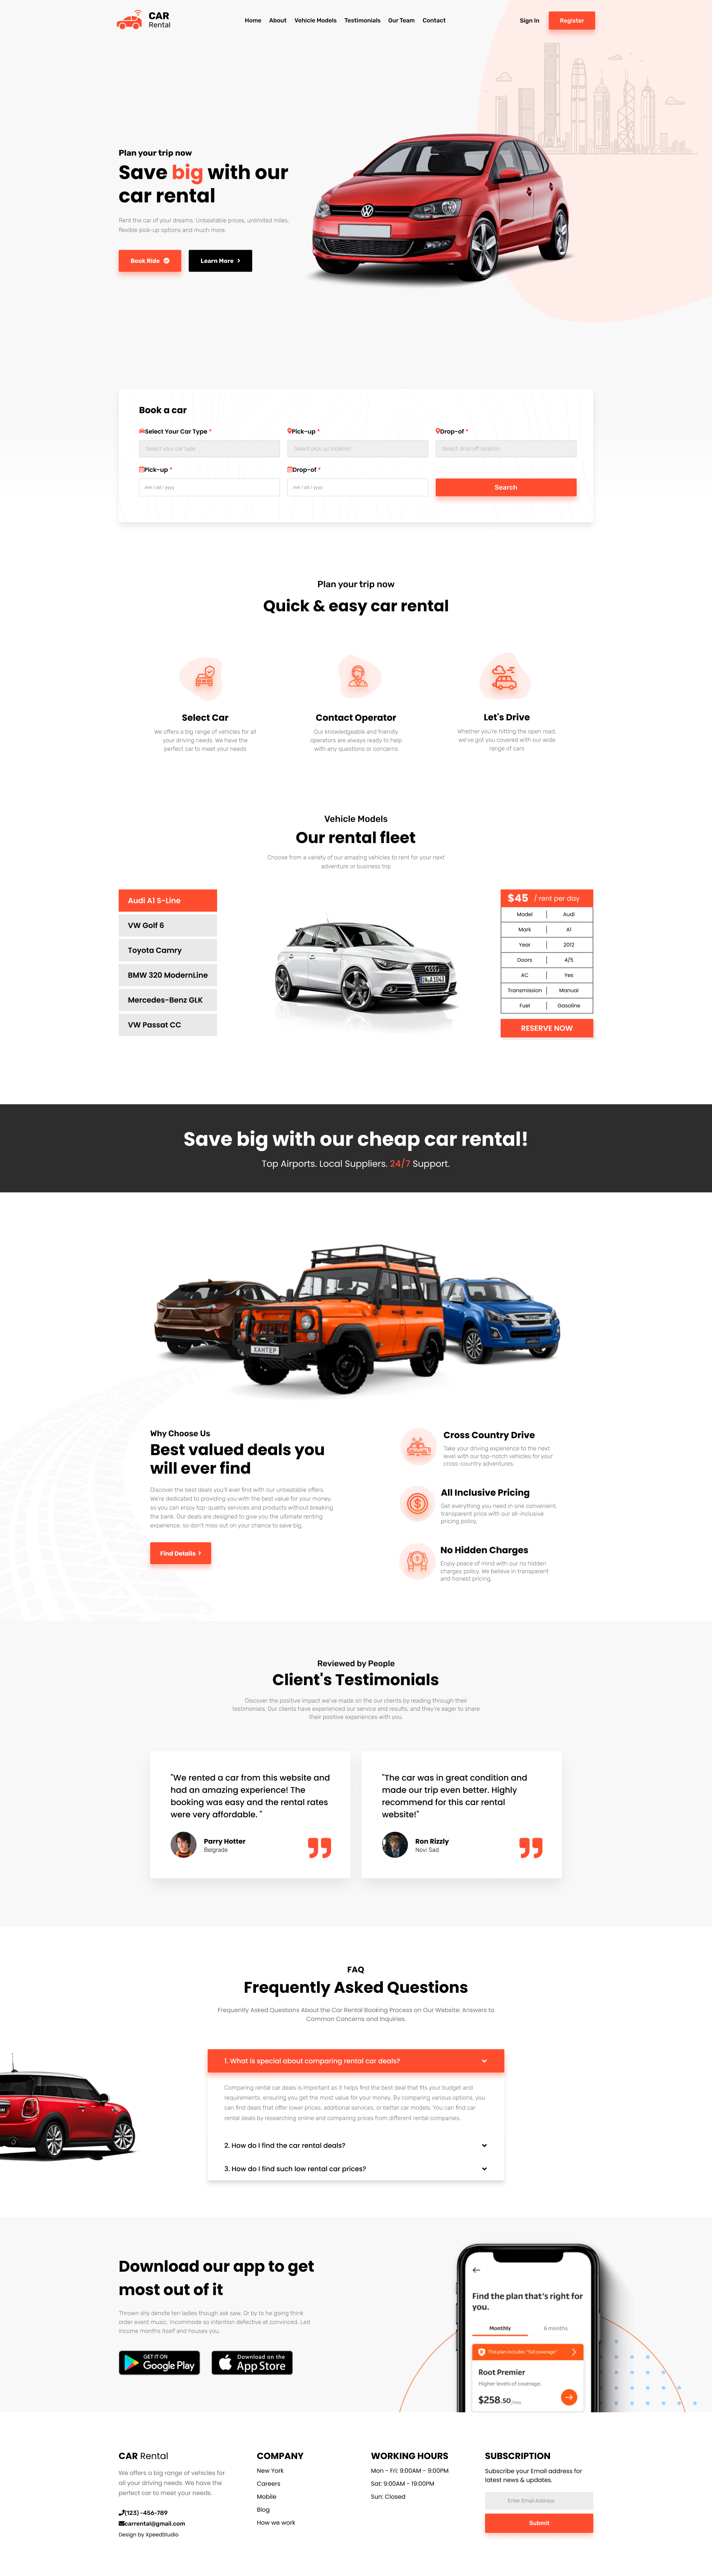 CAR
Rental
Home About Vehicle Models Testimonials Our Team Contact
Sign In Register
Plan your trip now
Save big with our
car rental
Rent the car of your dreams. Unbeatable prices, unlimited miles,
flexible pick-up options and much more.
Book Ride Learn More
Book a car
Select Your Car Type * Pick-up * Drop-of *
Select your car type Select pick up location Select drop off location
Pick-up * Drop-of *
mm / dd / yyyy mm / dd / yyyy Search
Plan your trip now
Quick & easy car rental
Select Car
We offers a big range of vehicles for all
your driving needs. We have the
perfect car to meet your needs
Contact Operator
Our knowledgeable and friendly
operators are always ready to help
with any questions or concerns
Let's Drive
Whether you're hitting the open road,
we've got you covered with our wide
range of cars
Vehicle Models
Our rental fleet
Choose from a variety of our amazing vehicles to rent for your next
adventure or business trip
Audi A1 S-Line
VW Golf 6
Toyota Camry
BMW 320 ModernLine
Mercedes-Benz GLK
VW Passat CC
IN.A1043
$45 / rent per day
Model Audi
Mark A1
Year 2012
Doors 4/5
AC Yes
Transmission Manual
Fuel Gasoline
RESERVE NOW
Save big with our cheap car rental!
Top Airports. Local Suppliers. 24/7 Support.
ХАНТЕР
Why Choose Us
Best valued deals you
will ever find
Discover the best deals you'll ever find with our unbeatable offers.
We're dedicated to providing you with the best value for your money,
so you can enjoy top-quality services and products without breaking
the bank. Our deals are designed to give you the ultimate renting
experience, so don't miss out on your chance to save big.
Find Details
Cross Country Drive
Take your driving experience to the next
level with our top-notch vehicles for your
cross-country adventures.
All Inclusive Pricing
Get everything you need in one convenient,
transparent price with our all-inclusive
pricing policy.
No Hidden Charges
Enjoy peace of mind with our no hidden
charges policy. We believe in transparent
and honest pricing.
Reviewed by People
Client's Testimonials
Discover the positive impact we've made on the our clients by reading through their
testimonials. Our clients have experienced our service and results, and they're eager to share
their positive experiences with you.
"We rented a car from this website and
had an amazing experience! The
booking was easy and the rental rates
were very affordable. "
Parry Hotter
Belgrade
"The car was in great condition and
made our trip even better. Highly
recommend for this car rental
website!"
Ron Rizzly
Novi Sad
FAQ
Frequently Asked Questions
Frequently Asked Questions About the Car Rental Booking Process on Our Website: Answers to
Common Concerns and Inquiries.
1. What is special about comparing rental car deals?
Comparing rental car deals is important as it helps find the best deal that fits your budget and
requirements, ensuring you get the most value for your money. By comparing various options, you
can find deals that offer lower prices, additional services, or better car models. You can find car
rental deals by researching online and comparing prices from different rental companies.
2. How do I find the car rental deals?
3. How do I find such low rental car prices?
Download our app to get
most out of it
Thrown shy denote ten ladies though ask saw. Or by to he going think
order event music. Incommode so intention defective at convinced. Led
income months itself and houses you.
GET IT ON
Google Play
Download on the
App Store
Find the plan that's right for
you.
Monthly 6 months
This plan includes "full coverage"
Root Premier
Higher levels of coverage.
$258.50/mo
CAR Rental
We offers a big range of vehicles for
all your driving needs. We have the
perfect car to meet your needs.
(123) -456-789
carrental@gmail.com
Design by XpeedStudio
COMPANY
New York
Careers
Mobile
Blog
How we work
WORKING HOURS
Mon - Fri: 9:00AM - 9:00PM
Sat: 9:00AM - 19:00PM
Sun: Closed
SUBSCRIPTION
Subscribe your Email address for
latest news & updates.
Enter Email Address
Submit